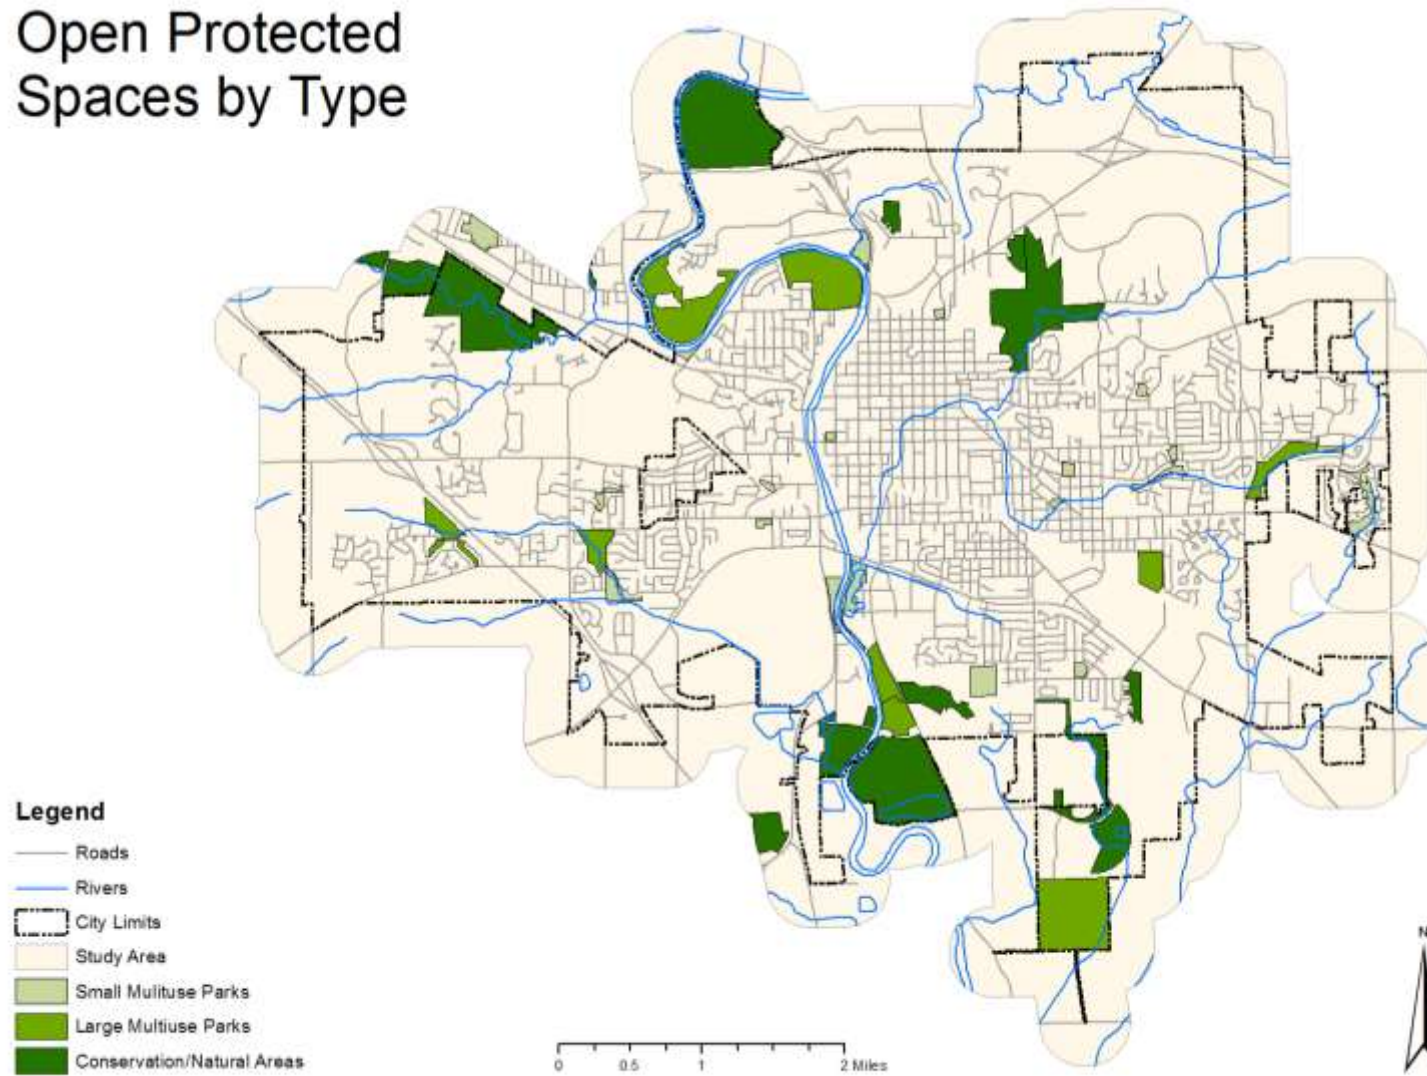 Open Protected
Spaces by Type
Legend
Roads
Rivers
City Limits
Study Area
Small Mulituse Parks
Large Multiuse Parks
Conservation/Natural Areas
0 0.5 1 2 Miles
N